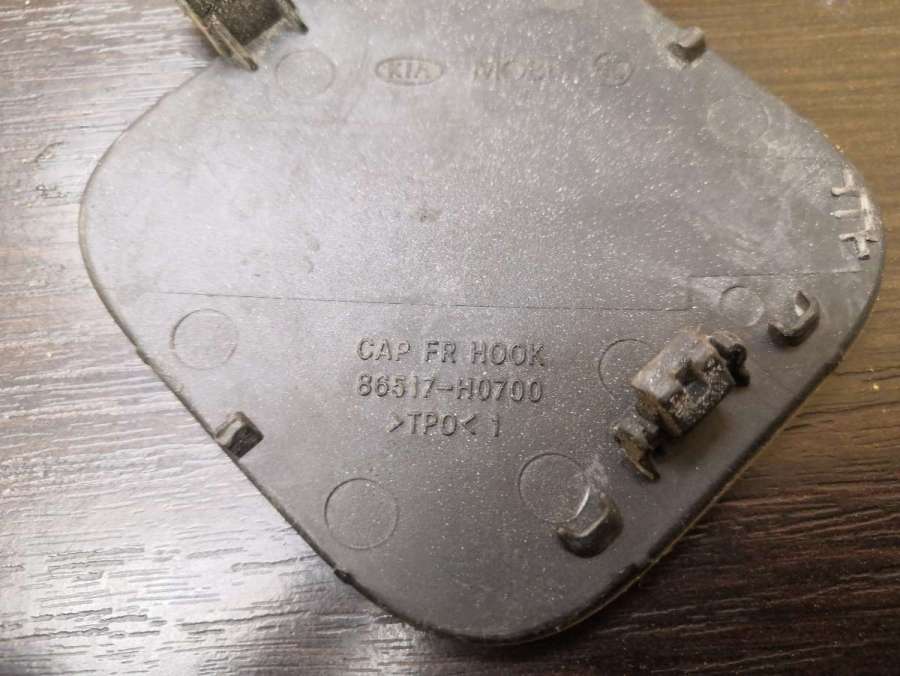 KIA MOBIS
CAP FR HOOK
86517-H0700
>TPO< 1